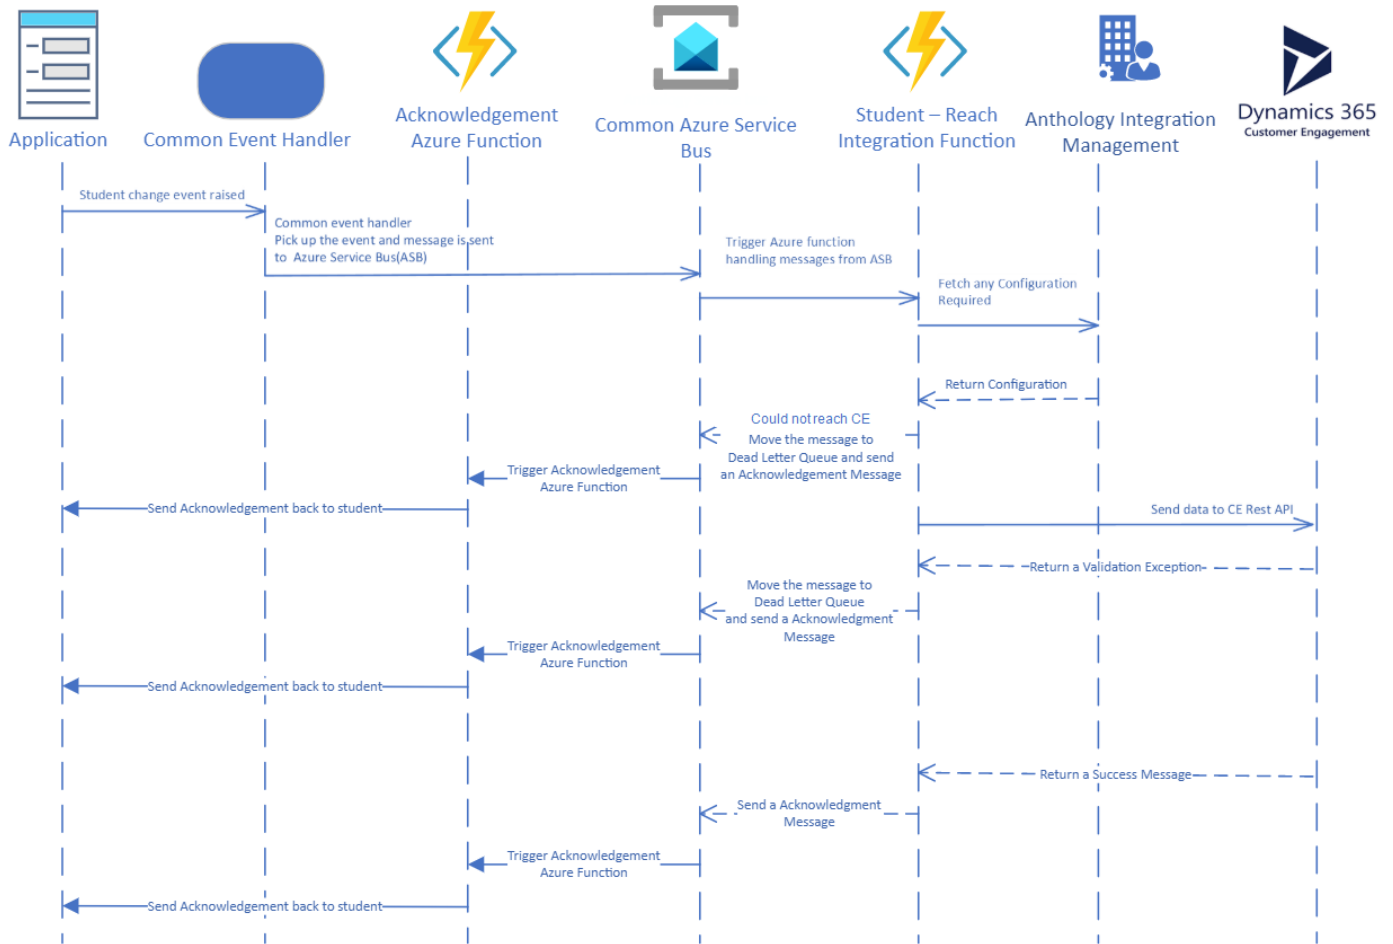 Application
Common Event Handler
Acknowledgement
Azure Function
Common Azure Service
Bus
Student – Reach
Integration Function
Anthology Integration
Management
Dynamics 365
Customer Engagement
Student change event raised
Common event handler
Pick up the event and message is sent
to Azure Service Bus(ASB)
Trigger Azure function
handling messages from ASB
Fetch any Configuration
Required
Return Configuration
Could not reach CE
Move the message to
Dead Letter Queue and send
an Acknowledgement Message
Trigger Acknowledgement
Azure Function
Send Acknowledgement back to student
Send data to CE Rest API
Return a Validation Exception
Move the message to
Dead Letter Queue
and send a Acknowledgment
Message
Trigger Acknowledgement
Azure Function
Send Acknowledgement back to student
Return a Success Message
Send a Acknowledgment
Message
Trigger Acknowledgement
Azure Function
Send Acknowledgement back to student